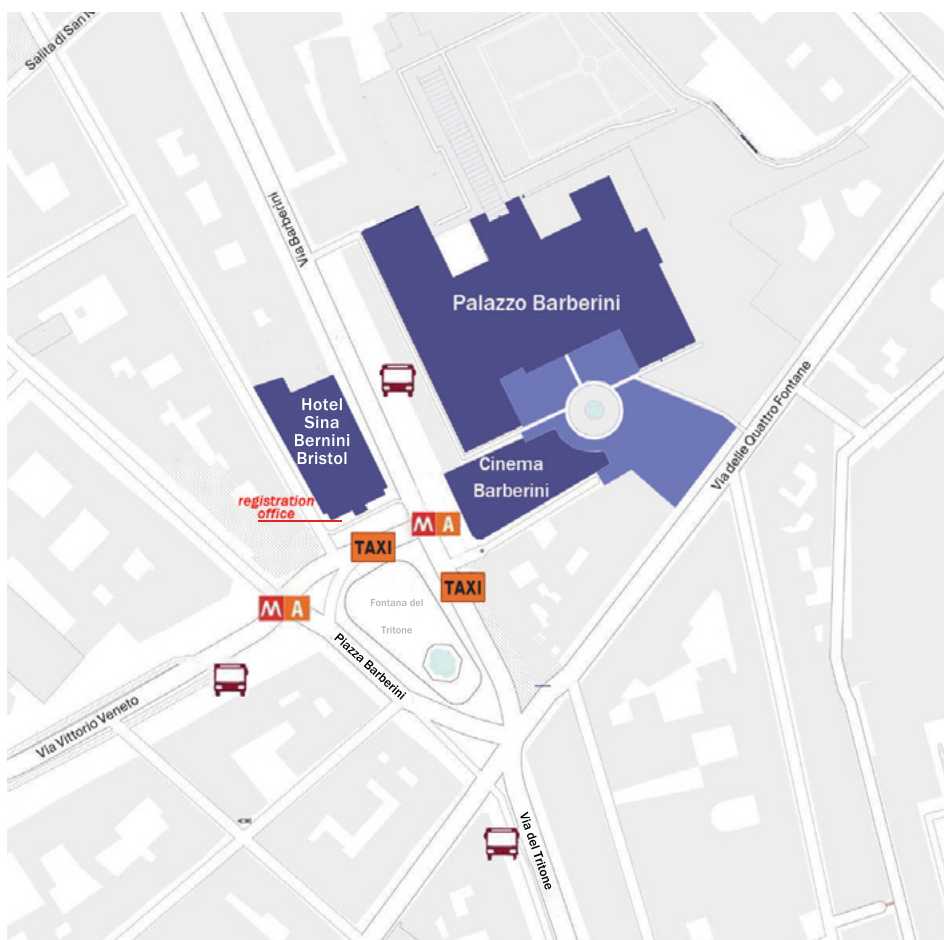 Salita di San N
Via Barberini
Palazzo Barberini
Hotel
Sina
Bernini
Bristol
Via delle Quattro Fontane
Cinema
Barberini
registration
office
M A
TAXI
TAXI
Fontana del
Tritone
M A
Piazza Barberini
Via Vittorio Veneto
Via del Tritone